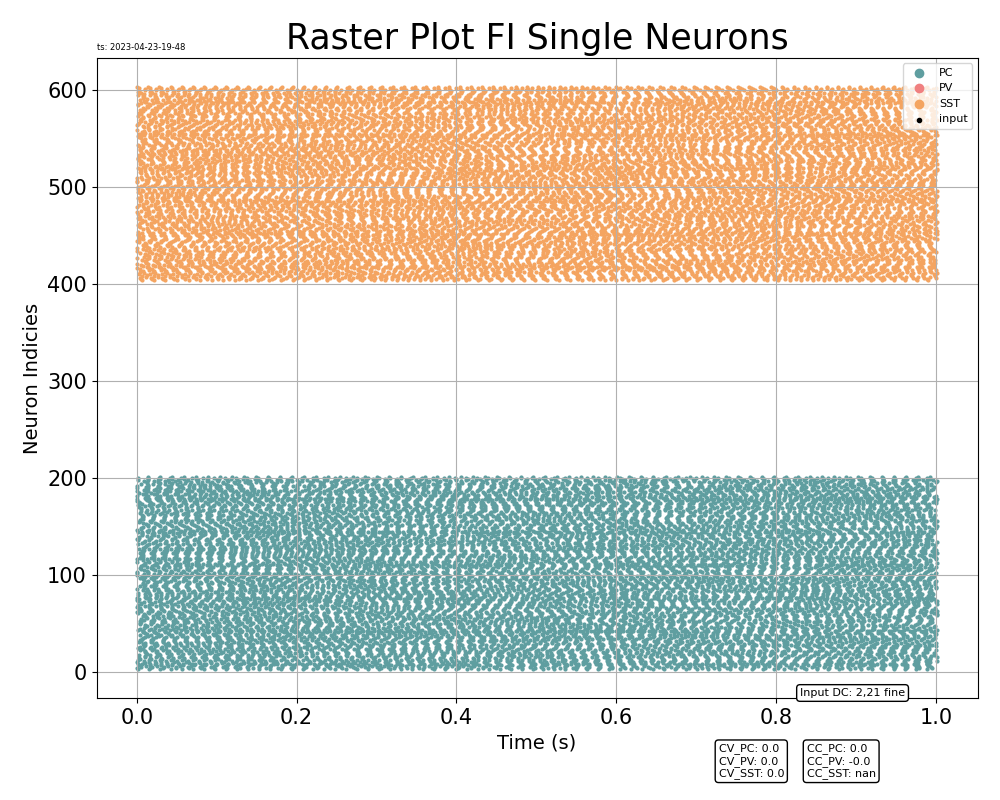 Raster Plot FI Single Neurons
ts: 2023-04-23-19-48
PC
PV
SST
input
600
500
400
300
200
100
0
Neuron Indicies
0.0 0.2 0.4 0.6 0.8 1.0
Time (s)
Input DC: 2,21 fine
CV_PC: 0.0
CV_PV: 0.0
CV_SST: 0.0
CC_PC: 0.0
CC_PV: -0.0
CC_SST: nan